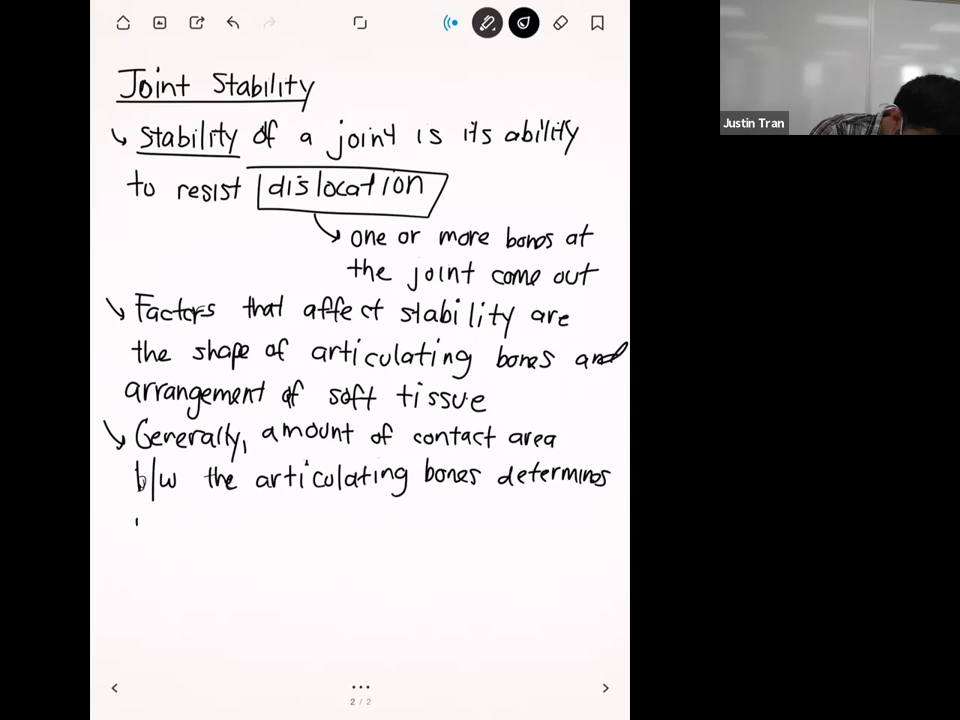 Joint Stability
↳ Stability of a joint is its ability
to resist dislocation
↳ one or more bones at
the joint come out
↳ Factors that affect stability are
the shape of articulating bones and
arrangement of soft tissue
↳ Generally, amount of contact area
b/w the articulating bones determines
2 / 2
Justin Tran